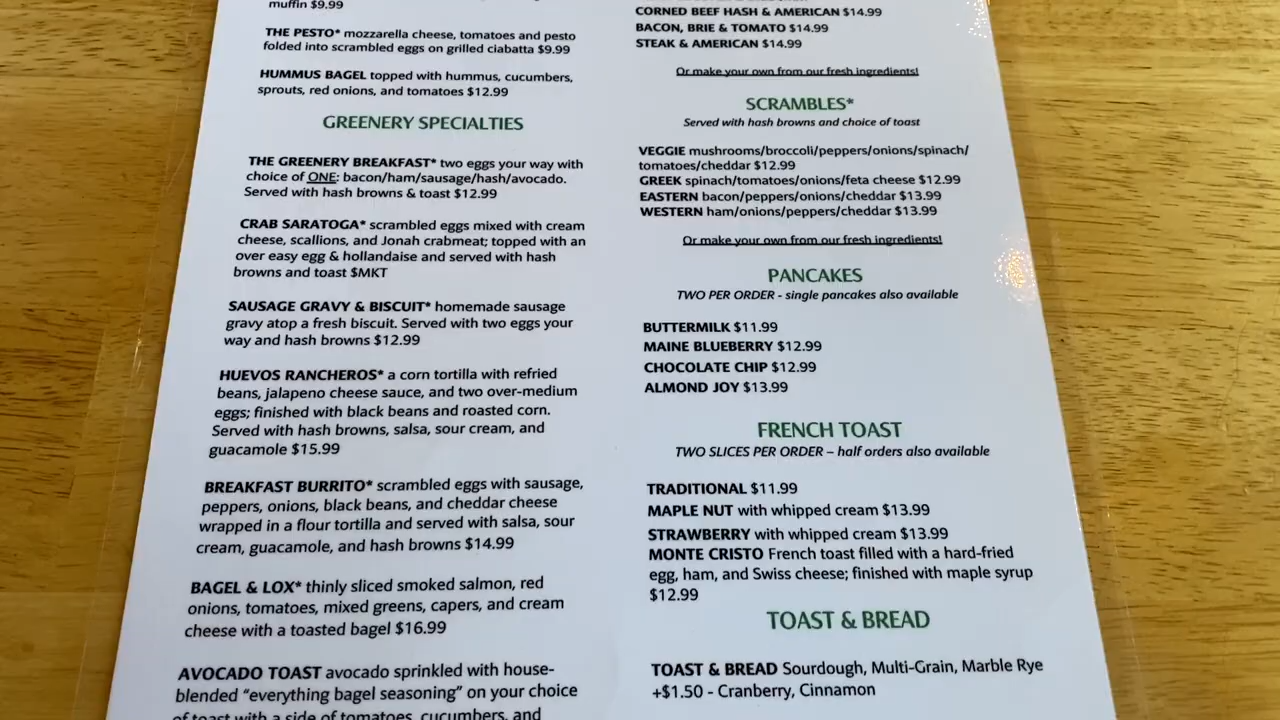 muffin $9.99
THE PESTO* mozzarella cheese, tomatoes and pesto
folded into scrambled eggs on grilled ciabatta $9.99
HUMMUS BAGEL topped with hummus, cucumbers,
sprouts, red onions, and tomatoes $12.99
GREENERY SPECIALTIES
THE GREENERY BREAKFAST* two eggs your way with
choice of ONE: bacon/ham/sausage/hash/avocado.
Served with hash browns & toast $12.99
CRAB SARATOGA* scrambled eggs mixed with cream
cheese, scallions, and Jonah crabmeat; topped with an
over easy egg & hollandaise and served with hash
browns and toast $MKT
SAUSAGE GRAVY & BISCUIT* homemade sausage
gravy atop a fresh biscuit. Served with two eggs your
way and hash browns $12.99
HUEVOS RANCHEROS* a corn tortilla with refried
beans, jalapeno cheese sauce, and two over-medium
eggs; finished with black beans and roasted corn.
Served with hash browns, salsa, sour cream, and
guacamole $15.99
BREAKFAST BURRITO* scrambled eggs with sausage,
peppers, onions, black beans, and cheddar cheese
wrapped in a flour tortilla and served with salsa, sour
cream, guacamole, and hash browns $14.99
BAGEL & LOX* thinly sliced smoked salmon, red
onions, tomatoes, mixed greens, capers, and cream
cheese with a toasted bagel $16.99
AVOCADO TOAST avocado sprinkled with house-
blended "everything bagel seasoning" on your choice
of toast with a side of tomatoes, cucumbers, and
CORNED BEEF HASH & AMERICAN $14.99
BACON, BRIE & TOMATO $14.99
STEAK & AMERICAN $14.99
Or make your own from our fresh ingredients!
SCRAMBLES*
Served with hash browns and choice of toast
VEGGIE mushrooms/broccoli/peppers/onions/spinach/
tomatoes/cheddar $12.99
GREEK spinach/tomatoes/onions/feta cheese $12.99
EASTERN bacon/peppers/onions/cheddar $13.99
WESTERN ham/onions/peppers/cheddar $13.99
Or make your own from our fresh ingredients!
PANCAKES
TWO PER ORDER - single pancakes also available
BUTTERMILK $11.99
MAINE BLUEBERRY $12.99
CHOCOLATE CHIP $12.99
ALMOND JOY $13.99
FRENCH TOAST
TWO SLICES PER ORDER – half orders also available
TRADITIONAL $11.99
MAPLE NUT with whipped cream $13.99
STRAWBERRY with whipped cream $13.99
MONTE CRISTO French toast filled with a hard-fried
egg, ham, and Swiss cheese; finished with maple syrup
$12.99
TOAST & BREAD
TOAST & BREAD Sourdough, Multi-Grain, Marble Rye
+$1.50 - Cranberry, Cinnamon